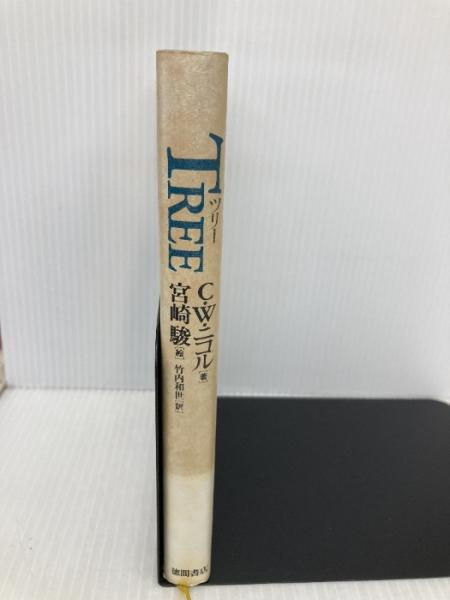 TREE
ツリー
C・W・ニコル[著]
宮崎駿[絵]
竹内和世[訳]
徳間書店